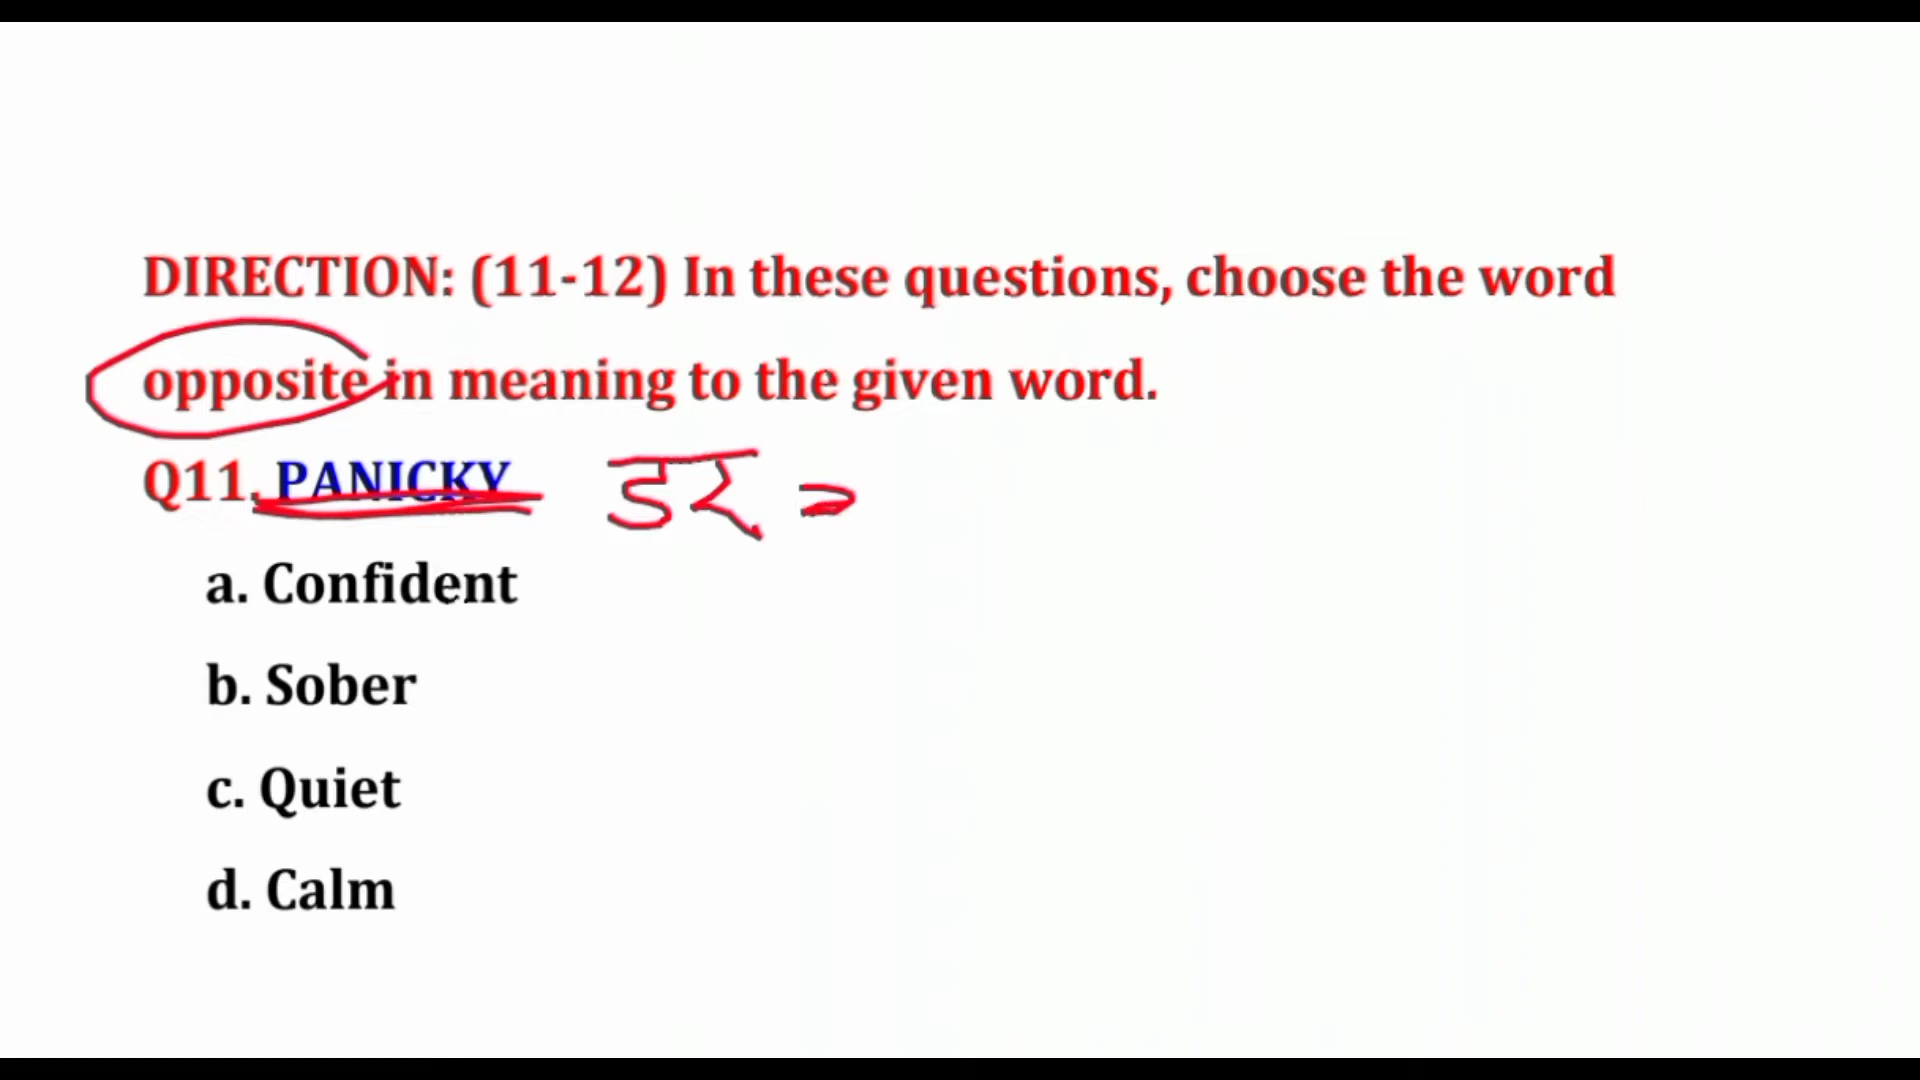 DIRECTION: (11-12) In these questions, choose the word
opposite in meaning to the given word.
Q11. PANICKY डर
a. Confident
b. Sober
c. Quiet
d. Calm